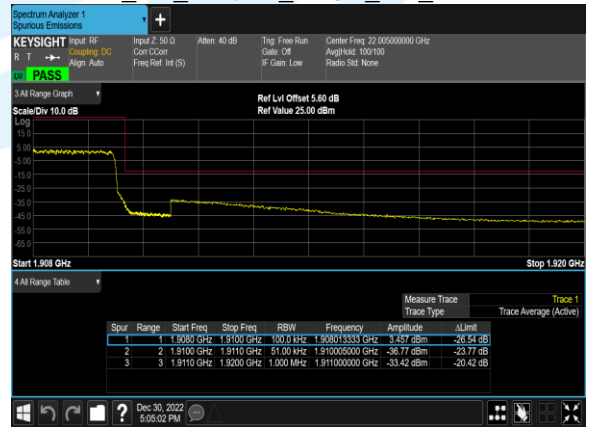 Spectrum Analyzer 1
Spurious Emissions
+
KEYSIGHT Input: RF Input Z: 50 Ω Atten: 40 dB Trig: Free Run Center Freq: 22.005000000 GHz
R T Coupling: DC Corr CCorr Gate: Off Avg|Hold: 100/100
Align: Auto Freq Ref: Int (S) IF Gain: Low Radio Std: None
LM PASS
3 All Range Graph
Ref Lvl Offset 5.60 dB
Scale/Div 10.0 dB Ref Value 25.00 dBm
Log
15.0
5.00
-5.00
-15.0
-25.0
-35.0
-45.0
-55.0
-65.0
Start 1.908 GHz Stop 1.920 GHz
4 All Range Table
Measure Trace Trace 1
Trace Type Trace Average (Active)
Spur Range Start Freq Stop Freq RBW Frequency Amplitude ΔLimit
1 1 1.9080 GHz 1.9100 GHz 100.0 kHz 1.908013333 GHz 3.457 dBm -26.54 dB
2 2 1.9100 GHz 1.9110 GHz 51.00 kHz 1.910005000 GHz -36.77 dBm -23.77 dB
3 3 1.9110 GHz 1.9200 GHz 1.000 MHz 1.911000000 GHz -33.42 dBm -20.42 dB
? Dec 30, 2022
5:05:02 PM